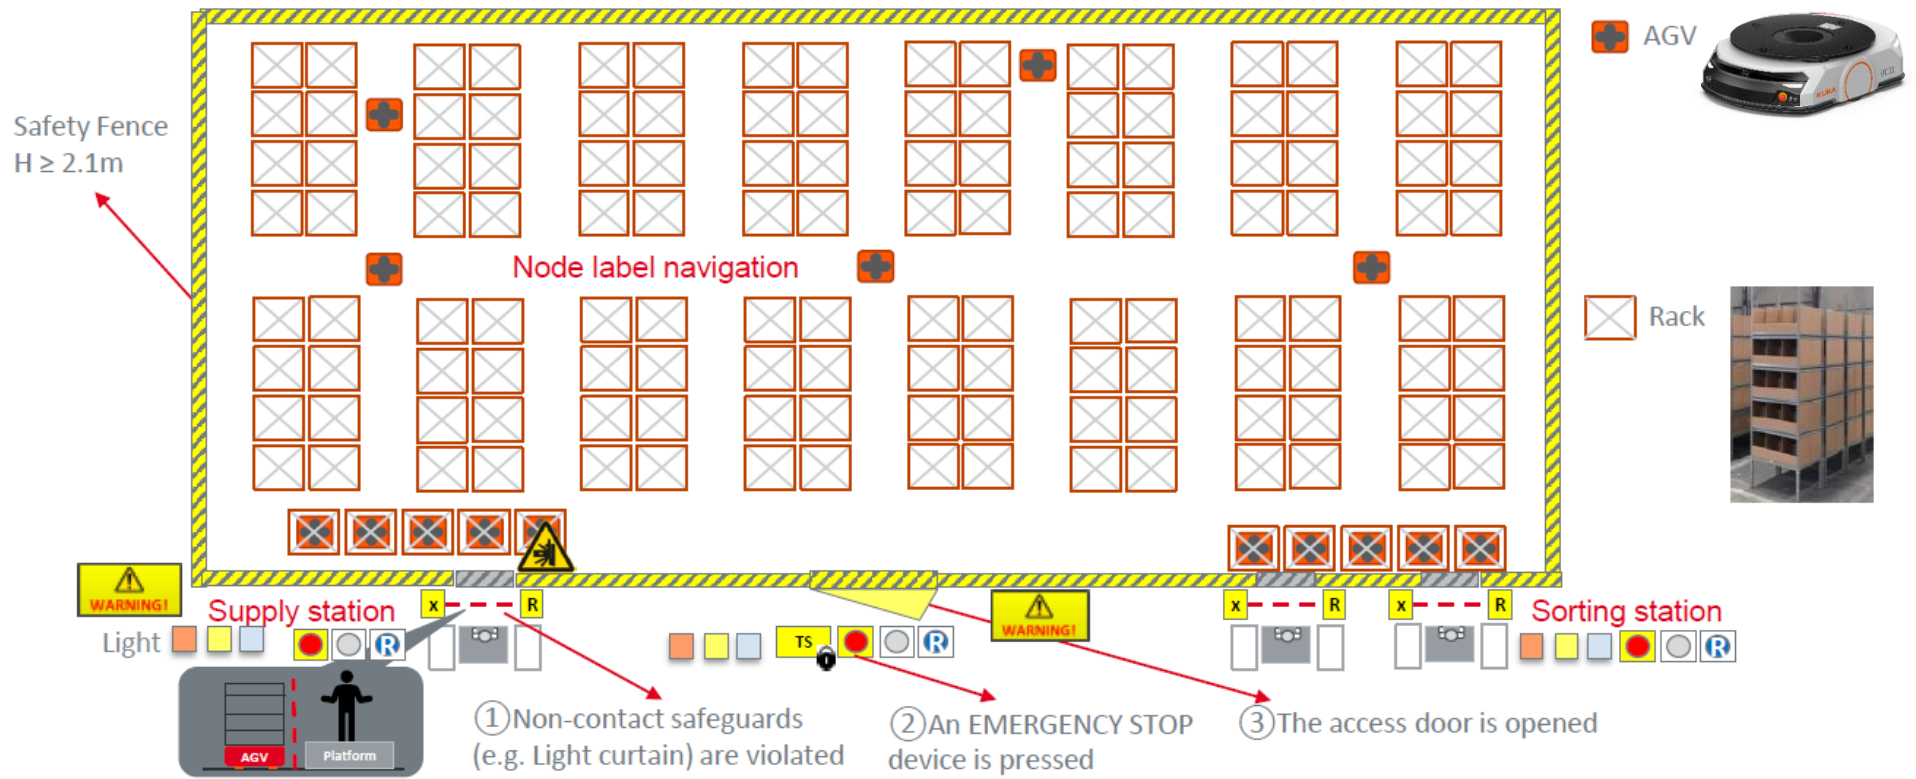 AGV
Safety Fence
H ≥ 2.1m
Node label navigation
Rack
WARNING!
Supply station
x
R
WARNING!
x
R
x
R
Sorting station
Light
R
TS
R
R
AGV
Platform
①Non-contact safeguards
(e.g. Light curtain) are violated
②An EMERGENCY STOP
device is pressed
③The access door is opened